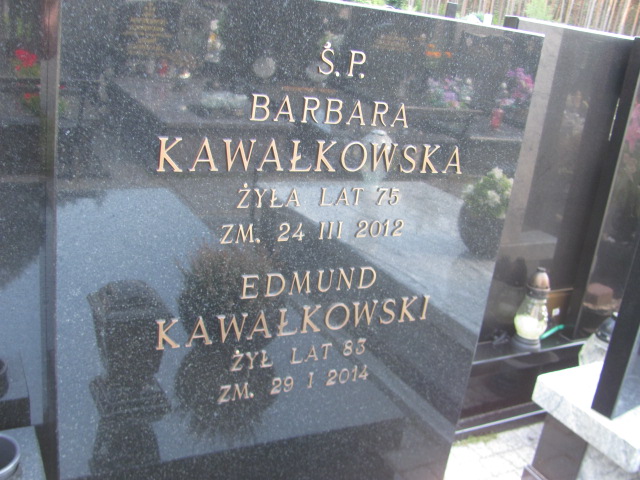 Ś.P.
BARBARA
KAWAŁKOWSKA
ŻYŁA LAT 75
ZM. 24 III 2012
EDMUND
KAWAŁKOWSKI
ŻYŁ LAT 83
ZM. 29 I 2014